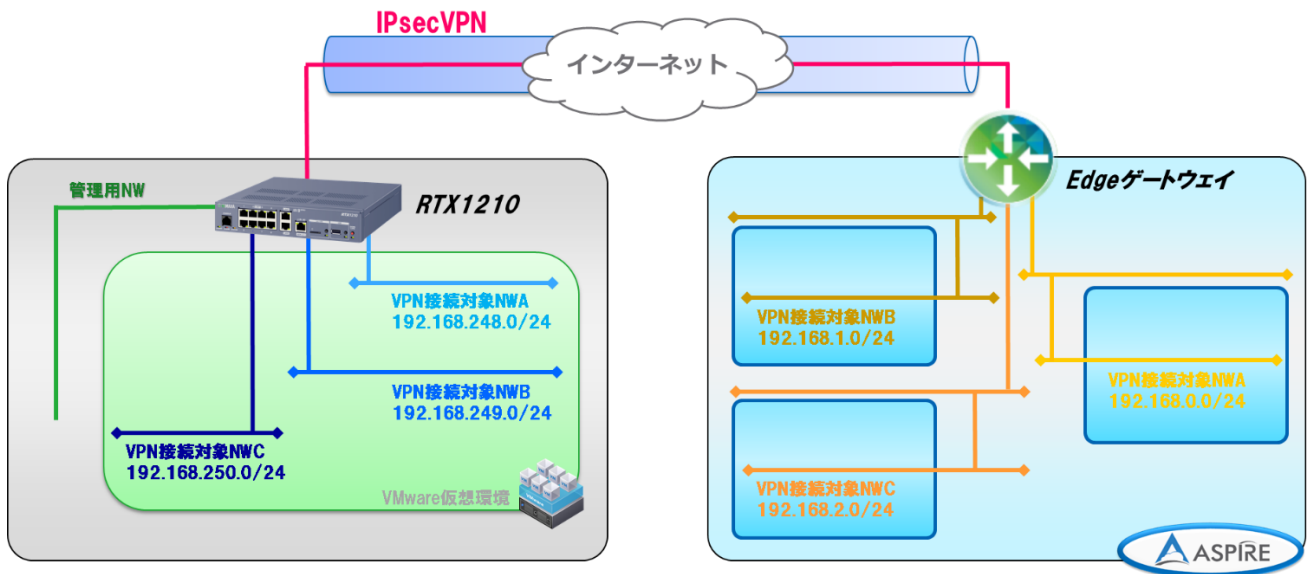 IPsecVPN
インターネット
管理用NW
RTX1210
VPN接続対象NWA
192.168.248.0/24
VPN接続対象NWB
192.168.249.0/24
VPN接続対象NWC
192.168.250.0/24
VMware仮想環境
Edgeゲートウェイ
VPN接続対象NWB
192.168.1.0/24
VPN接続対象NWA
192.168.0.0/24
VPN接続対象NWC
192.168.2.0/24
ASPIRE